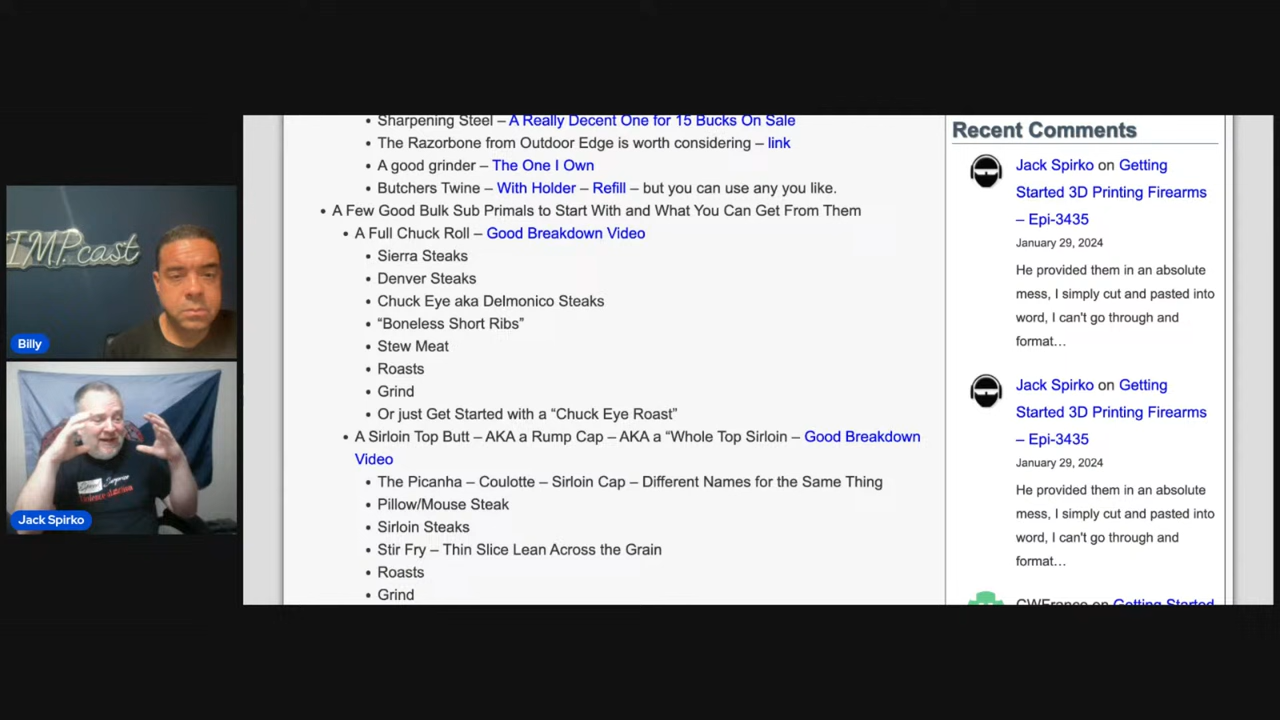 IMP.cast
Billy
Jack Spirko
Sharpening Steel – A Really Decent One for 15 Bucks On Sale
The Razorbone from Outdoor Edge is worth considering – link
A good grinder – The One I Own
Butchers Twine – With Holder – Refill – but you can use any you like.
A Few Good Bulk Sub Primals to Start With and What You Can Get From Them
A Full Chuck Roll – Good Breakdown Video
Sierra Steaks
Denver Steaks
Chuck Eye aka Delmonico Steaks
“Boneless Short Ribs”
Stew Meat
Roasts
Grind
Or just Get Started with a “Chuck Eye Roast”
A Sirloin Top Butt – AKA a Rump Cap – AKA a “Whole Top Sirloin – Good Breakdown
Video
The Picanha – Coulotte – Sirloin Cap – Different Names for the Same Thing
Pillow/Mouse Steak
Sirloin Steaks
Stir Fry – Thin Slice Lean Across the Grain
Roasts
Grind
Recent Comments
Jack Spirko on Getting
Started 3D Printing Firearms
– Epi-3435
January 29, 2024
He provided them in an absolute
mess, I simply cut and pasted into
word, I can't go through and
format…
Jack Spirko on Getting
Started 3D Printing Firearms
– Epi-3435
January 29, 2024
He provided them in an absolute
mess, I simply cut and pasted into
word, I can't go through and
format…
on Getting Started